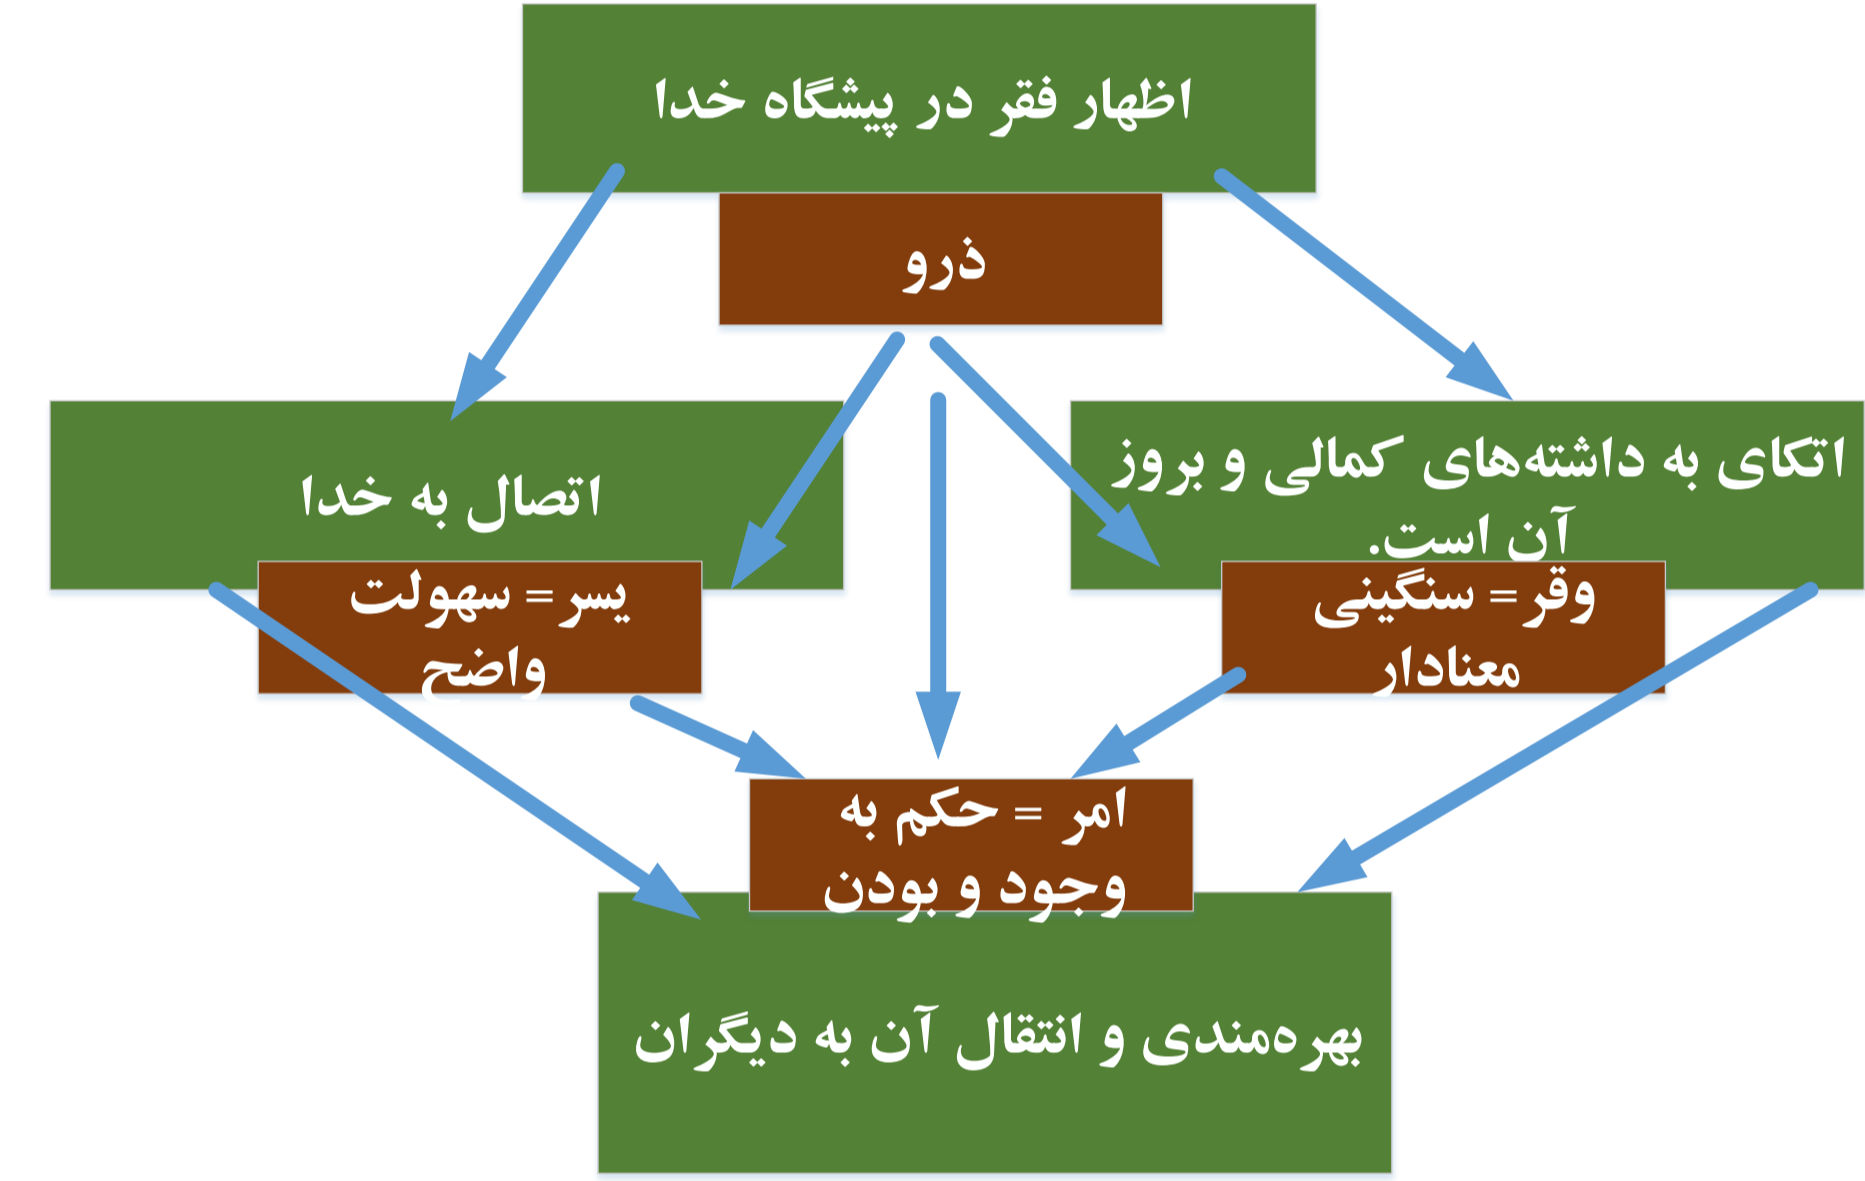 اظهار فقر در پیشگاه خدا
ذرو
اتکای به داشته‌های کمالی و بروز
آن است.
وقر= سنگینی
معنادار
اتصال به خدا
یسر= سهولت
واضح
امر = حکم به
وجود و بودن
بهره‌مندی و انتقال آن به دیگران